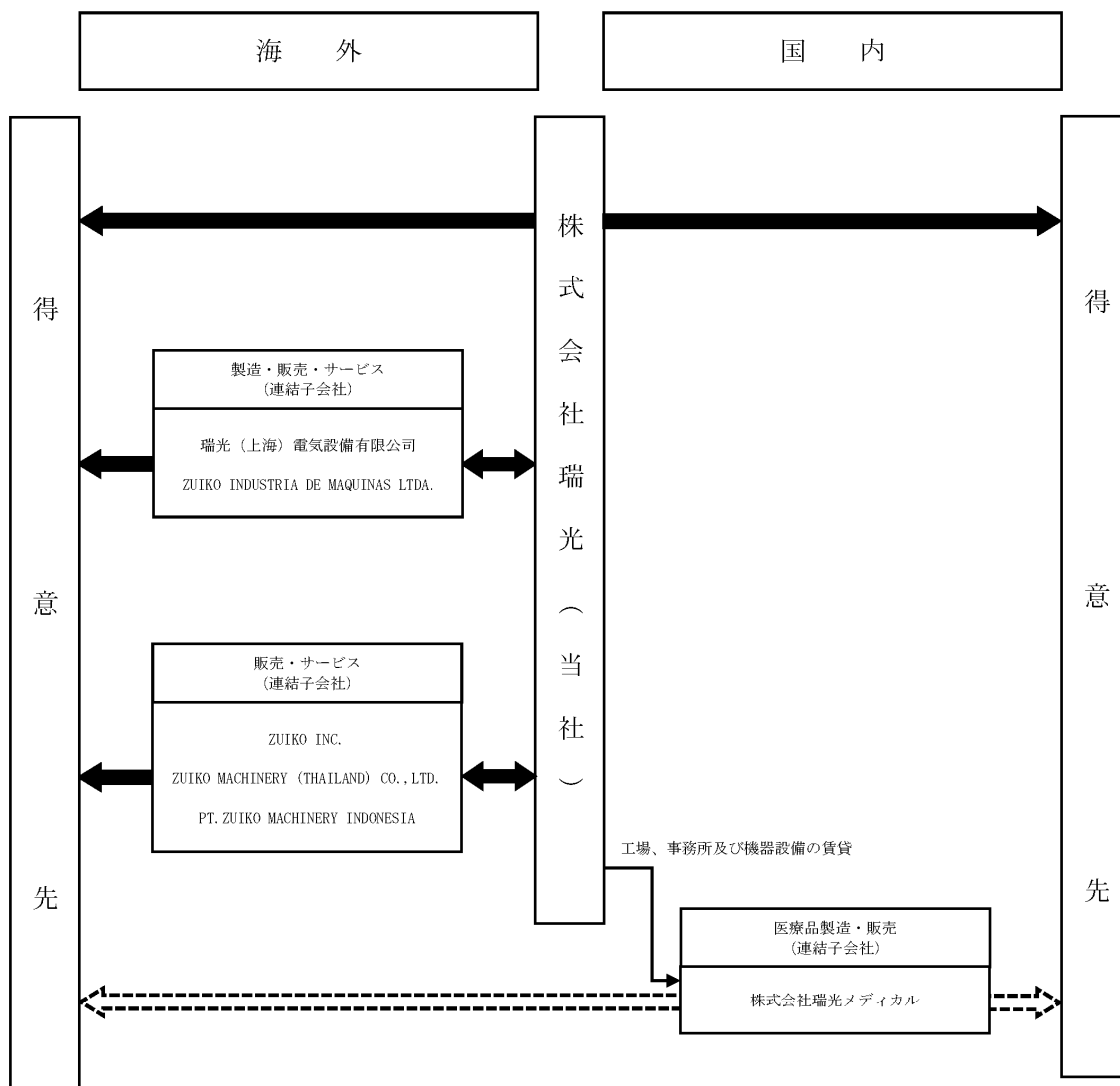 海 外
国 内
得意先
株式会社瑞光（当社）
得意先
製造・販売・サービス
(連結子会社)
瑞光（上海）電気設備有限公司
ZUIKO INDUSTRIA DE MAQUINAS LTDA.
販売・サービス
(連結子会社)
ZUIKO INC.
ZUIKO MACHINERY (THAILAND) CO.,LTD.
PT.ZUIKO MACHINERY INDONESIA
工場、事務所及び機器設備の賃貸
医療品製造・販売
(連結子会社)
株式会社瑞光メディカル